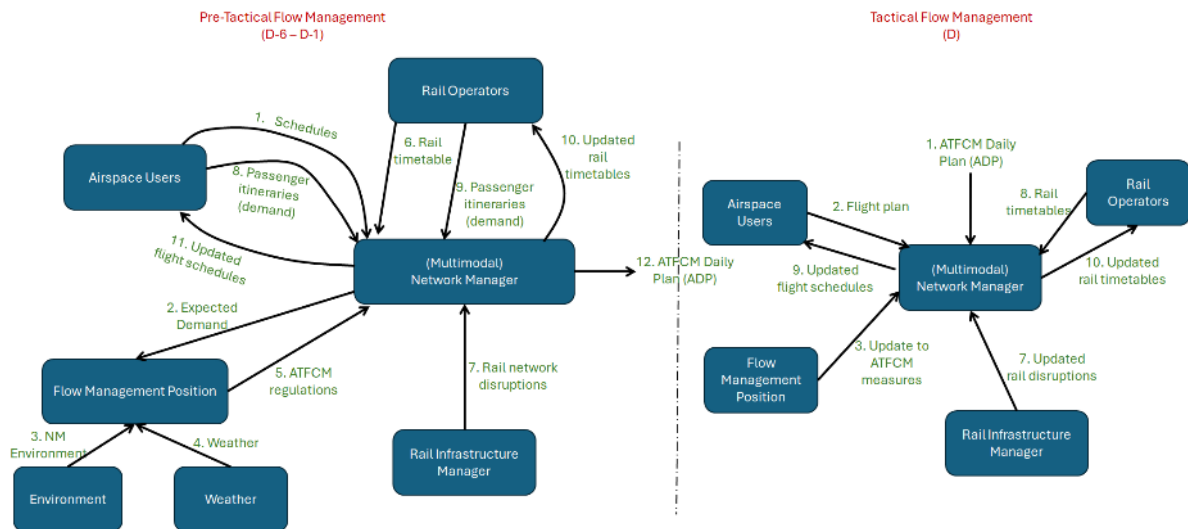 Pre-Tactical Flow Management
(D-6 – D-1)
Rail Operators
1. Schedules
6. Rail
timetable
10. Updated
rail
timetables
Airspace Users
8. Passenger
itineraries
(demand)
9. Passenger
itineraries
(demand)
11. Updated
flight schedules
(Multimodal)
Network Manager
12. ATFCM Daily
Plan (ADP)
2. Expected
Demand
5. ATFCM
regulations
7. Rail network
disruptions
Flow Management Position
3. NM
Environment
4. Weather
Rail Infrastructure
Manager
Environment
Weather
Tactical Flow Management
(D)
1. ATFCM Daily
Plan (ADP)
Airspace
Users
2. Flight plan
8. Rail
timetables
Rail
Operators
9. Updated
flight schedules
(Multimodal)
Network Manager
10. Updated
rail timetables
Flow
Management
Position
3. Update to
ATFCM
measures
7. Updated
rail disruptions
Rail Infrastructure
Manager